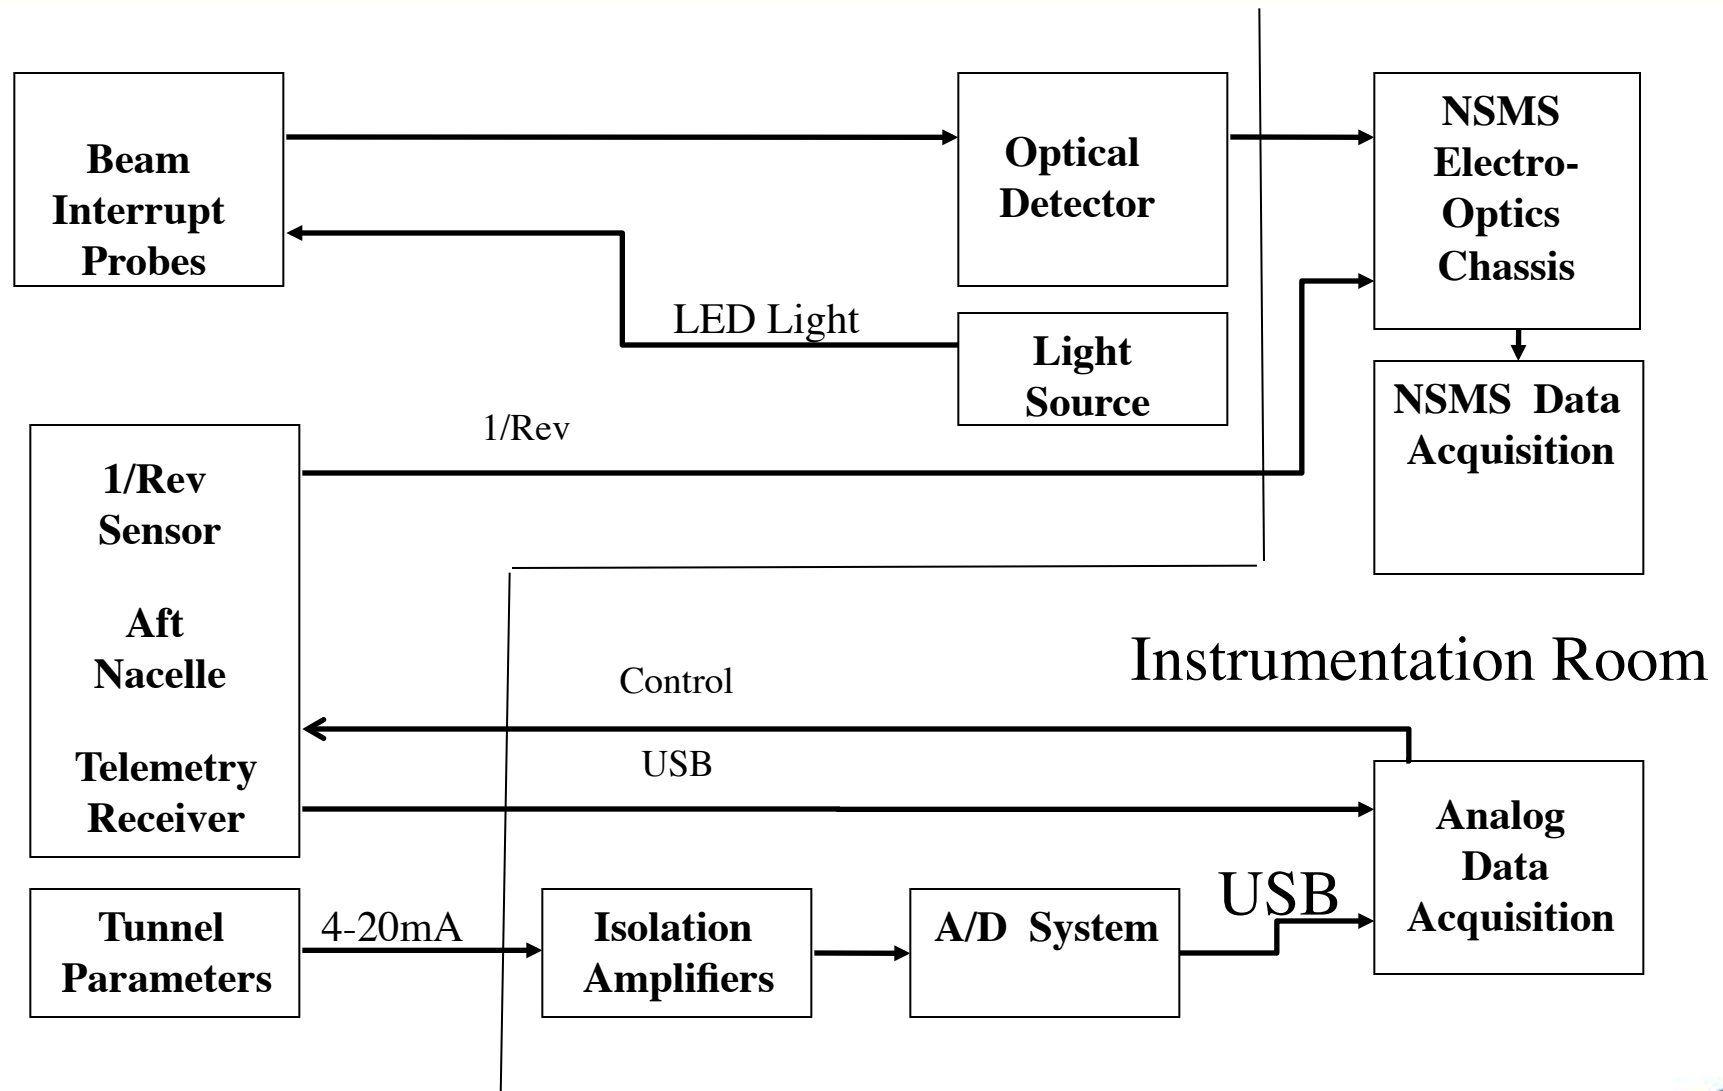 Beam
Interrupt
Probes
Optical
Detector
NSMS
Electro-
Optics
Chassis
LED Light
Light
Source
NSMS Data
Acquisition
1/Rev
1/Rev
Sensor
Aft
Nacelle
Telemetry
Receiver
Instrumentation Room
Control
USB
Analog
Data
Acquisition
Tunnel
Parameters
4-20mA
Isolation
Amplifiers
A/D System
USB